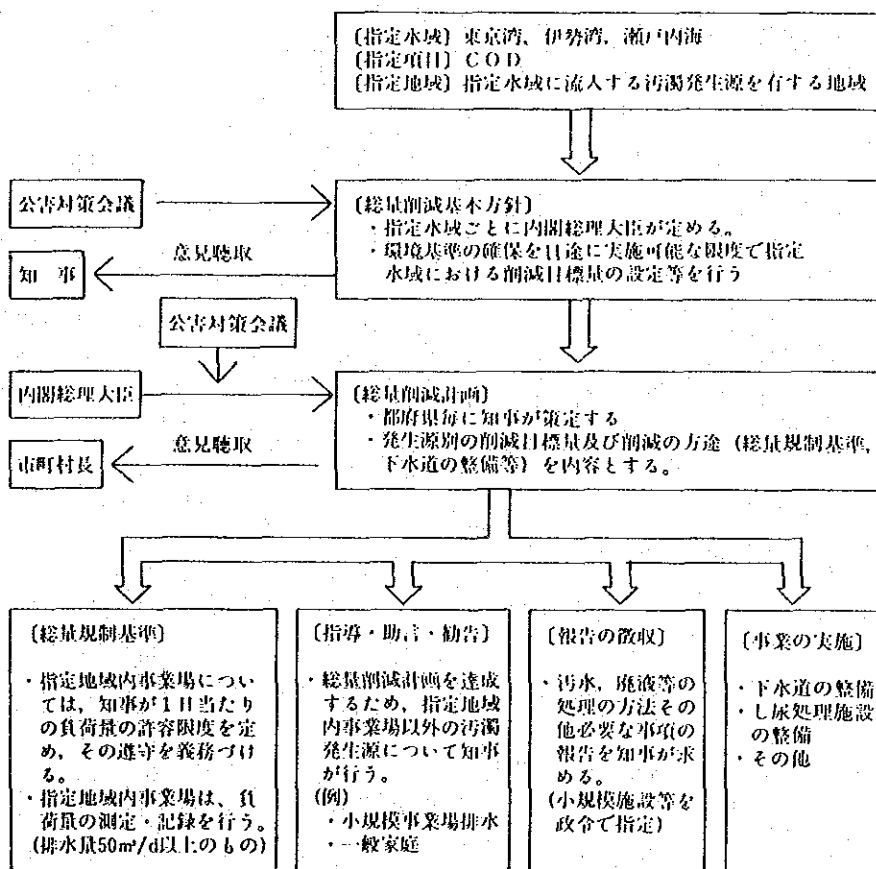 〔指定水域〕東京湾、伊勢湾，瀬戸内海
〔指定項目〕ＣＯＤ
〔指定地域〕指定水域に流入する汚濁発生源を有する地域
公害対策会議
〔総量削減基本方針〕
・指定水域ごとに内閣総理大臣が定める。
・環境基準の確保を目途に実施可能な限度で指定
水域における削減目標量の設定等を行う
意見聴取
知　事
公害対策会議
内閣総理大臣
〔総量削減計画〕
・都府県毎に知事が策定する
・発生源別の削減目標量及び削減の方途（総量規制基準，
下水道の整備等）を内容とする。
意見聴取
市町村長
〔総量規制基準〕
・指定地域内事業場につい
ては，知事が１日当たり
の負荷量の許容限度を定
め，その遵守を義務づけ
る。
・指定地域内事業場は、負
荷量の測定・記録を行う。
(排水量50㎥/d以上のもの)
〔指導・助言・勧告〕
・総量削減計画を達成
するため，指定地域
内事業場以外の汚濁
発生源について知事
が行う。
(例)
・小規模事業場排水
・一般家庭
〔報告の徴収〕
・汚水，廃液等の
処理の方法その
他必要な事項の
報告を知事が求
める。
(小規模施設等を
政令で指定)
〔事業の実施〕
・下水道の整備
・し尿処理施設
の整備
・その他